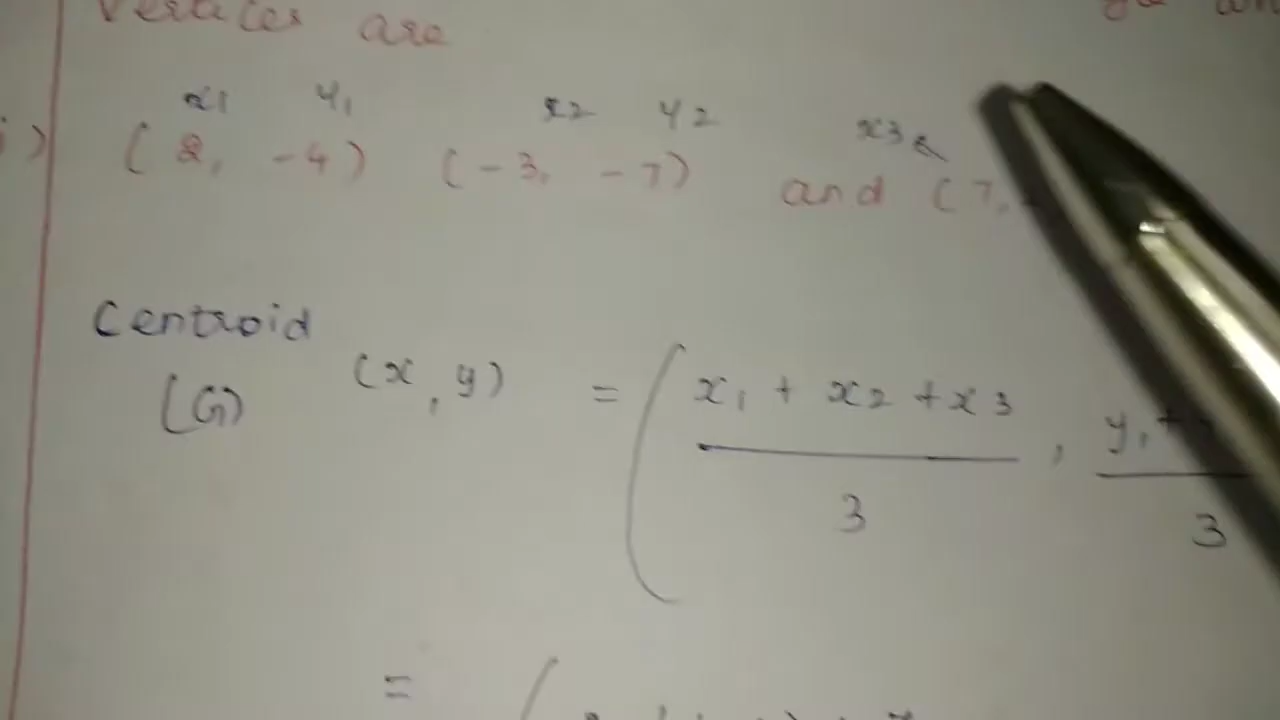 Vertices are
i)
x1 y1 x2 y2 x3
(2, -4) (-3, -7) and (7,
Centroid
(G) (x, y) = ( x1 + x2 + x3 , y1 +
3 3
= (